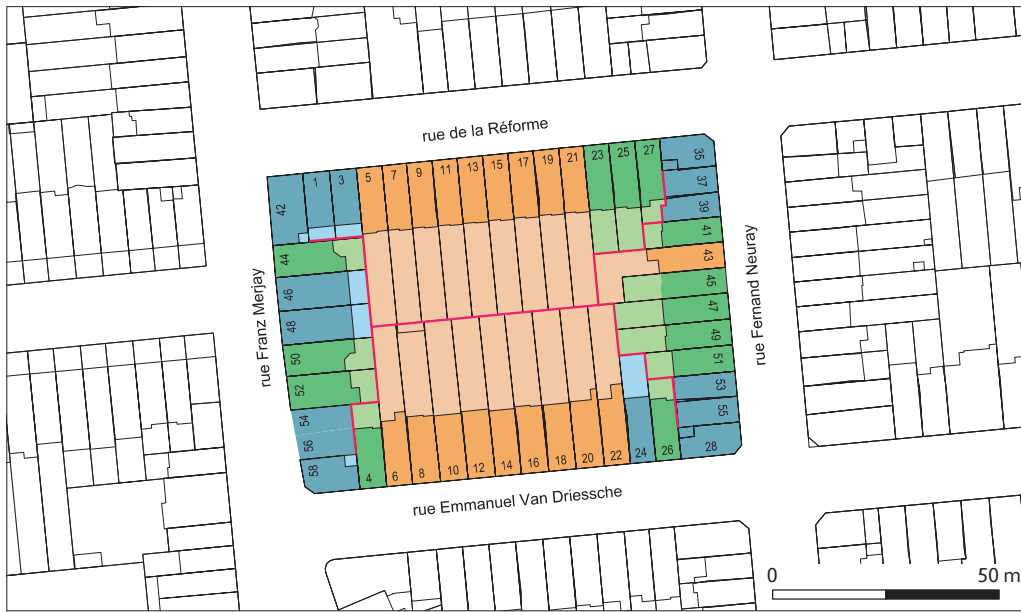 rue de la Réforme
42 1 3 5 7 9 11 13 15 17 19 21 23 25 27 35
37
39
41
43
45
47
49
51
53
55
44
46
48
50
52
54
56
58
4 6 8 10 12 14 16 18 20 22 24 26 28
rue Franz Merjay
rue Fernand Neuray
rue Emmanuel Van Driessche
0 50 m